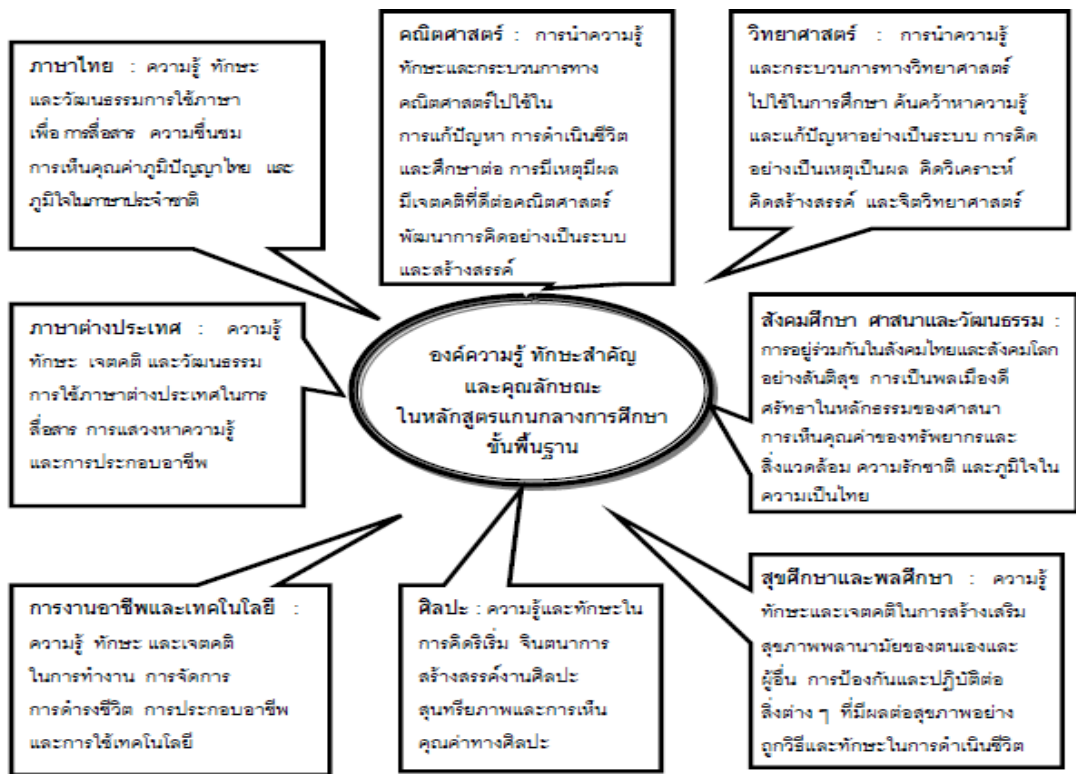 ภาษาไทย : ความรู้ ทักษะ
และวัฒนธรรมการใช้ภาษา
เพื่อ การสื่อสาร ความชื่นชม
การเห็นคุณค่าภูมิปัญญาไทย และ
ภูมิใจในภาษาประจำชาติ
คณิตศาสตร์ : การนำความรู้
ทักษะและกระบวนการทาง
คณิตศาสตร์ไปใช้ใน
การแก้ปัญหา การดำเนินชีวิต
และศึกษาต่อ การมีเหตุมีผล
มีเจตคติที่ดีต่อคณิตศาสตร์
พัฒนาการคิดอย่างเป็นระบบ
และสร้างสรรค์
วิทยาศาสตร์ : การนำความรู้
และกระบวนการทางวิทยาศาสตร์
ไปใช้ในการศึกษา ค้นคว้าหาความรู้
และแก้ปัญหาอย่างเป็นระบบ การคิด
อย่างเป็นเหตุเป็นผล คิดวิเคราะห์
คิดสร้างสรรค์ และจิตวิทยาศาสตร์
ภาษาต่างประเทศ : ความรู้
ทักษะ เจตคติ และวัฒนธรรม
การใช้ภาษาต่างประเทศในการ
สื่อสาร การแสวงหาความรู้
และการประกอบอาชีพ
องค์ความรู้ ทักษะสำคัญ
และคุณลักษณะ
ในหลักสูตรแกนกลางการศึกษา
ขั้นพื้นฐาน
สังคมศึกษา ศาสนาและวัฒนธรรม :
การอยู่ร่วมกันในสังคมไทยและสังคมโลก
อย่างสันติสุข การเป็นพลเมืองดี
ศรัทธาในหลักธรรมของศาสนา
การเห็นคุณค่าของทรัพยากรและ
สิ่งแวดล้อม ความรักชาติ และภูมิใจใน
ความเป็นไทย
การงานอาชีพและเทคโนโลยี :
ความรู้ ทักษะ และเจตคติ
ในการทำงาน การจัดการ
การดำรงชีวิต การประกอบอาชีพ
และการใช้เทคโนโลยี
ศิลปะ : ความรู้และทักษะใน
การคิดริเริ่ม จินตนาการ
สร้างสรรค์งานศิลปะ
สุนทรียภาพและการเห็น
คุณค่าทางศิลปะ
สุขศึกษาและพลศึกษา : ความรู้
ทักษะและเจตคติในการสร้างเสริม
สุขภาพพลานามัยของตนเองและ
ผู้อื่น การป้องกันและปฏิบัติต่อ
สิ่งต่าง ๆ ที่มีผลต่อสุขภาพอย่าง
ถูกวิธีและทักษะในการดำเนินชีวิต